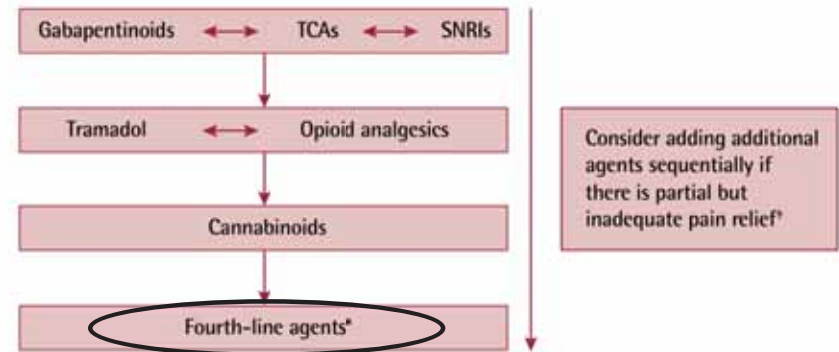 Gabapentinoids TCAs SNRIs
Tramadol Opioid analgesics
Cannabinoids
Fourth-line agents*
Consider adding additional
agents sequentially if
there is partial but
inadequate pain relief†